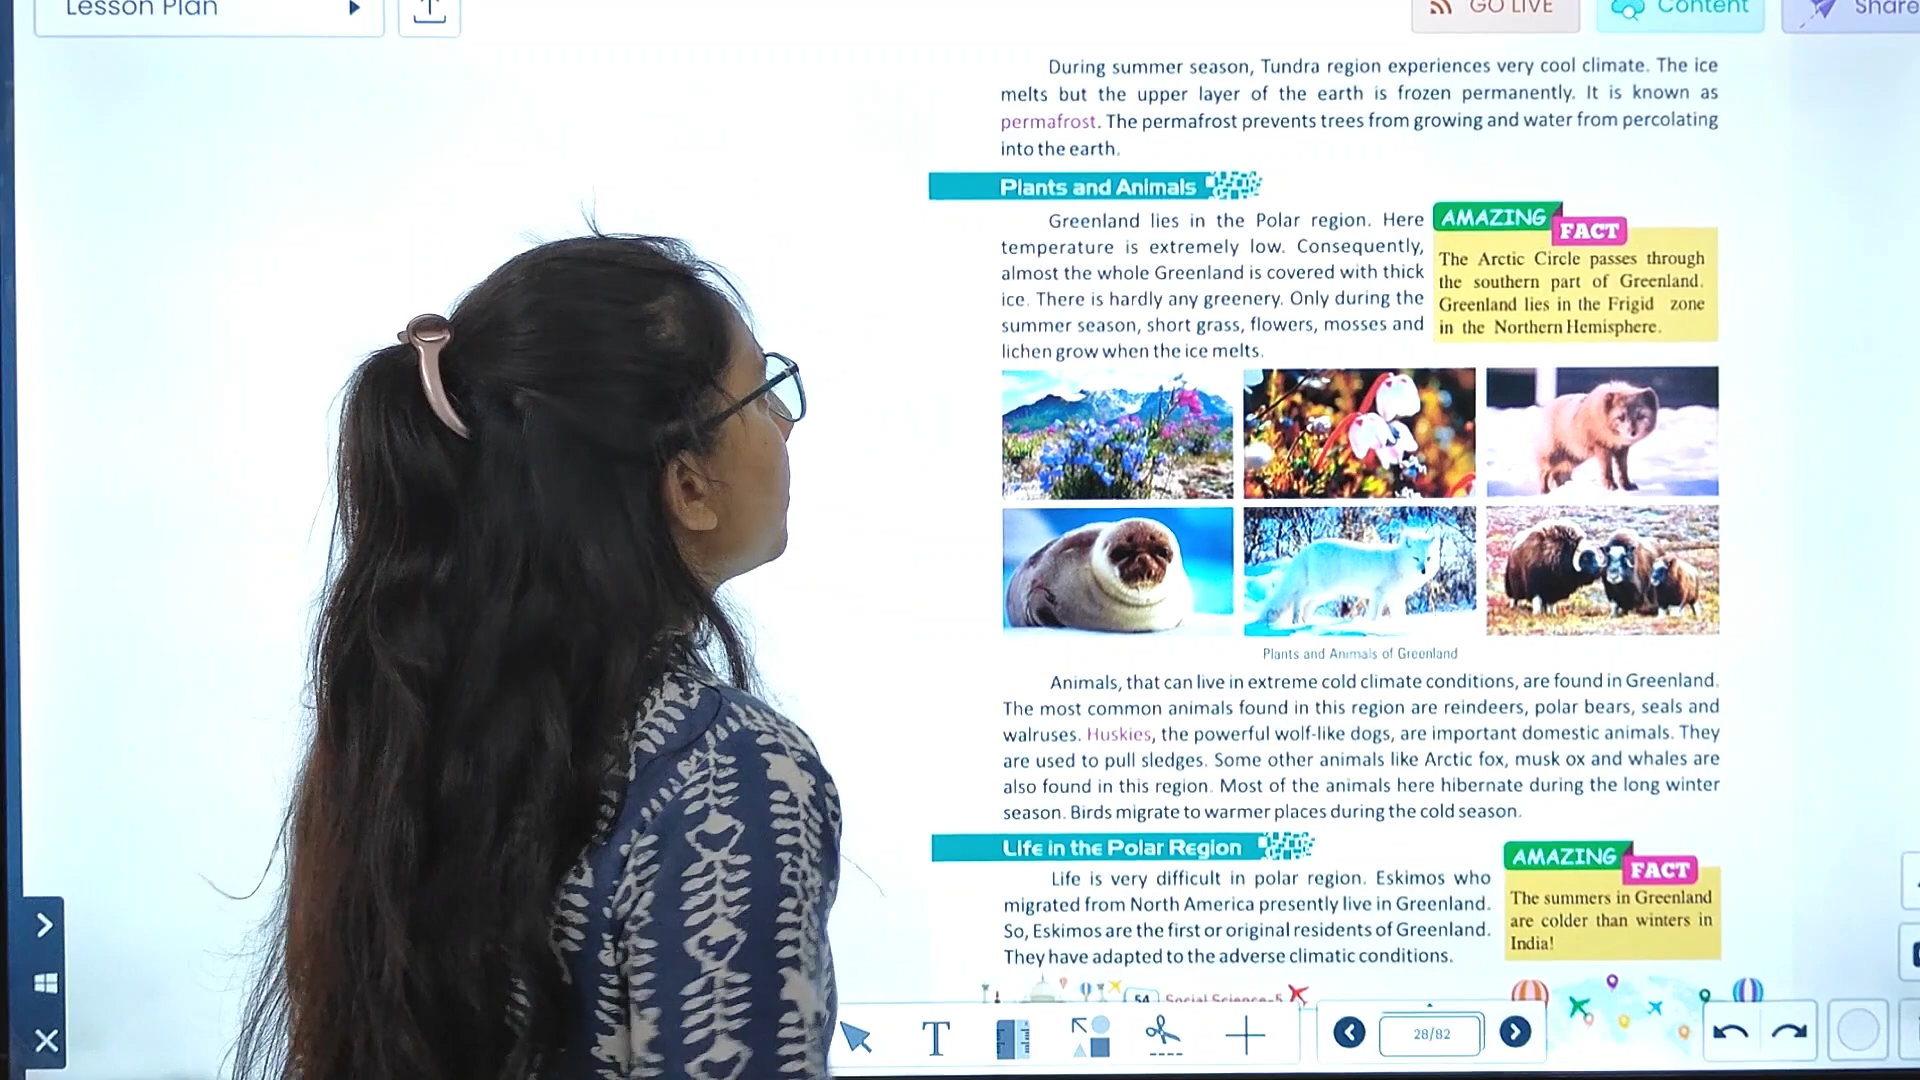 Lesson Plan
GO LIVE
Content
Share
During summer season, Tundra region experiences very cool climate. The ice
melts but the upper layer of the earth is frozen permanently. It is known as
permafrost. The permafrost prevents trees from growing and water from percolating
into the earth.
Plants and Animals
Greenland lies in the Polar region. Here
temperature is extremely low. Consequently,
almost the whole Greenland is covered with thick
ice. There is hardly any greenery. Only during the
summer season, short grass, flowers, mosses and
lichen grow when the ice melts.
AMAZING
FACT
The Arctic Circle passes through
the southern part of Greenland.
Greenland lies in the Frigid zone
in the Northern Hemisphere.
Plants and Animals of Greenland
Animals, that can live in extreme cold climate conditions, are found in Greenland.
The most common animals found in this region are reindeers, polar bears, seals and
walruses. Huskies, the powerful wolf-like dogs, are important domestic animals. They
are used to pull sledges. Some other animals like Arctic fox, musk ox and whales are
also found in this region. Most of the animals here hibernate during the long winter
season. Birds migrate to warmer places during the cold season.
Life in the Polar Region
Life is very difficult in polar region. Eskimos who
migrated from North America presently live in Greenland.
So, Eskimos are the first or original residents of Greenland.
They have adapted to the adverse climatic conditions.
AMAZING
FACT
The summers in Greenland
are colder than winters in
India!
54 Social Science-5
T
28/82